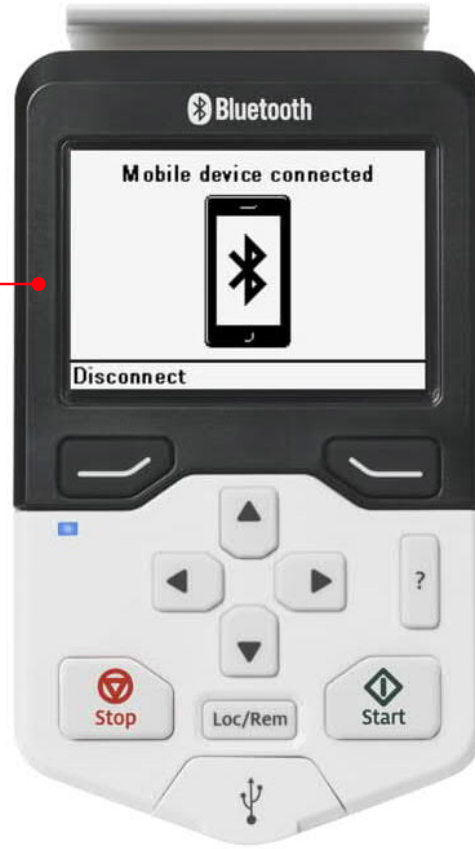 Bluetooth
Mobile device connected
Disconnect
?
Stop
Loc/Rem
Start